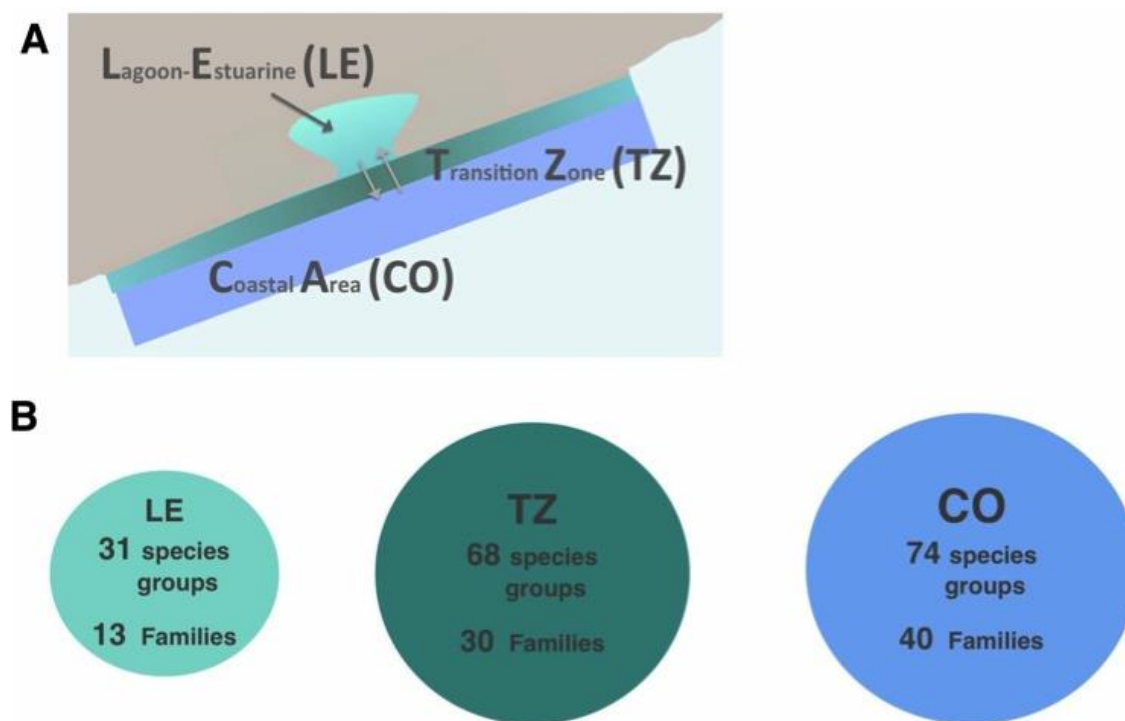 A
Lagoon-Estuarine (LE)
Transition Zone (TZ)
Coastal Area (CO)
B
LE
31 species
groups
13 Families
TZ
68 species
groups
30 Families
CO
74 species
groups
40 Families